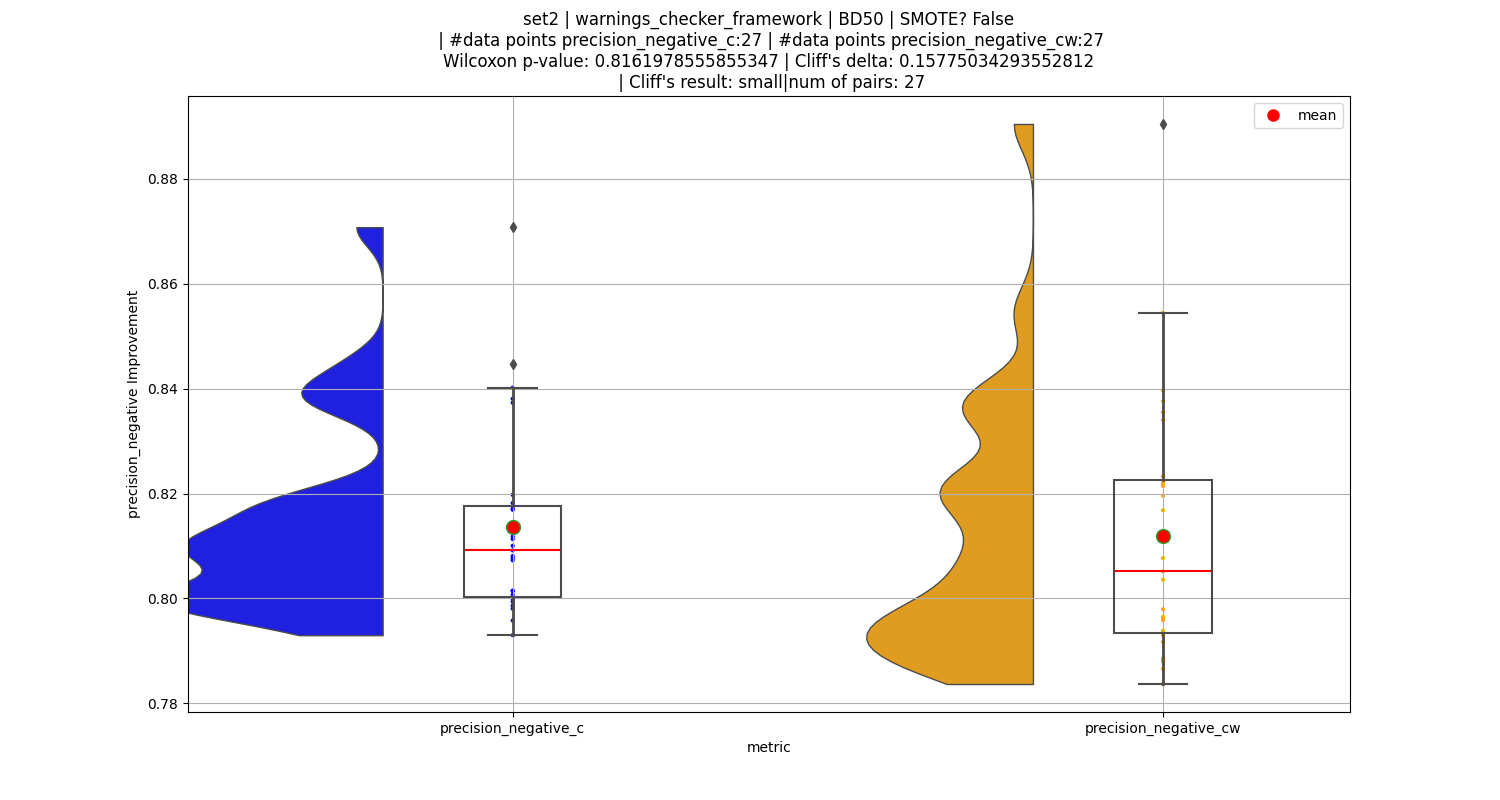 set2 | warnings_checker_framework | BD50 | SMOTE? False
| #data points precision_negative_c:27 | #data points precision_negative_cw:27
Wilcoxon p-value: 0.8161978555855347 | Cliff's delta: 0.15775034293552812
| Cliff's result: small|num of pairs: 27
mean
0.88
0.86
0.84
0.82
0.80
0.78
precision_negative Improvement
precision_negative_c
precision_negative_cw
metric